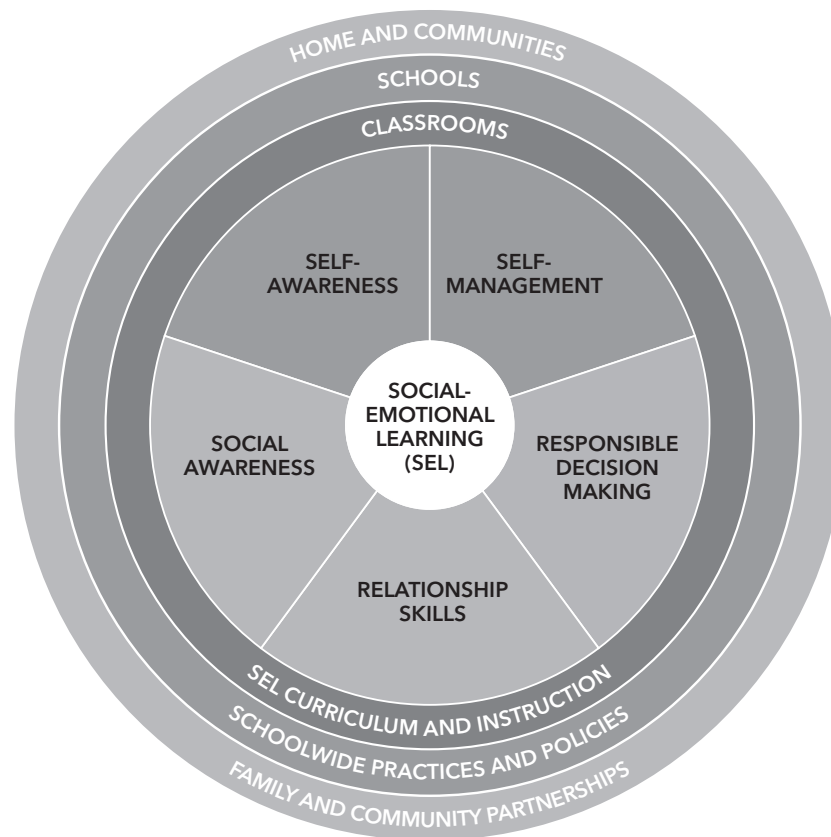 HOME AND COMMUNITIES
SCHOOLS
CLASSROOMS
SELF-
AWARENESS
SELF-
MANAGEMENT
SOCIAL-
EMOTIONAL
LEARNING
(SEL)
SOCIAL
AWARENESS
RESPONSIBLE
DECISION
MAKING
RELATIONSHIP
SKILLS
SEL CURRICULUM AND INSTRUCTION
SCHOOLWIDE PRACTICES AND POLICIES
FAMILY AND COMMUNITY PARTNERSHIPS